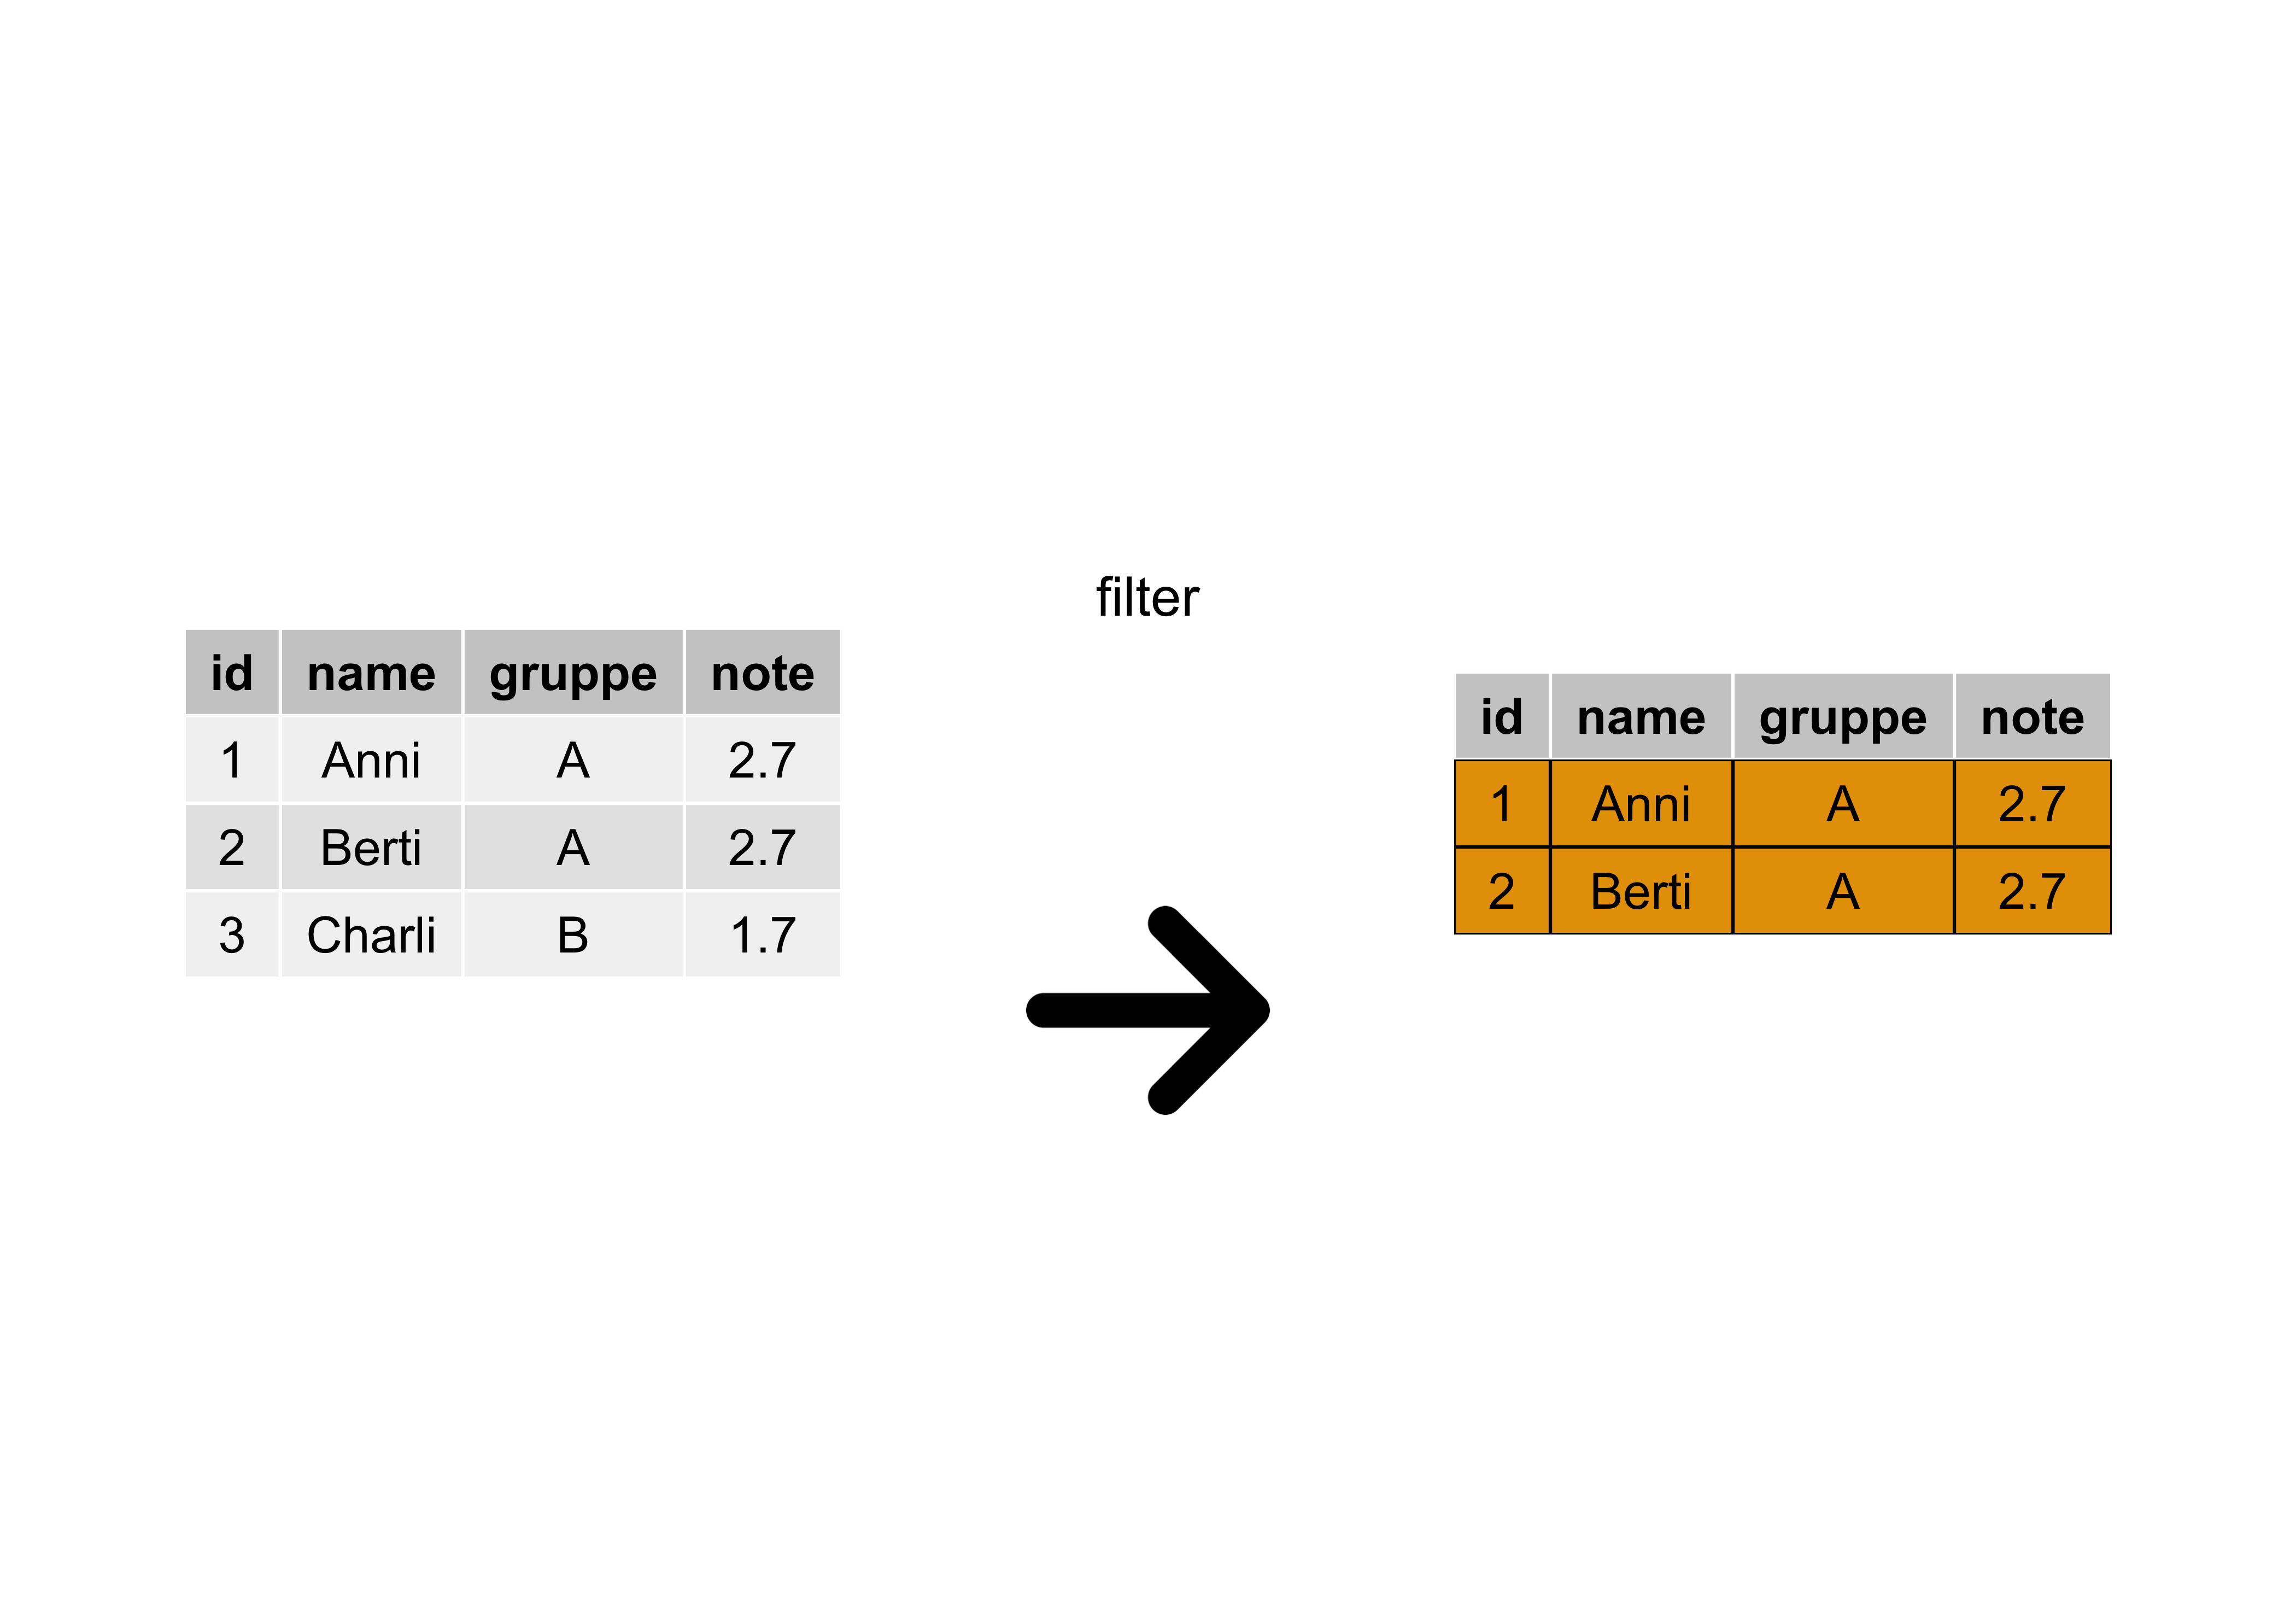 filter
id name gruppe note
1 Anni A 2.7
2 Berti A 2.7
3 Charli B 1.7
id name gruppe note
1 Anni A 2.7
2 Berti A 2.7